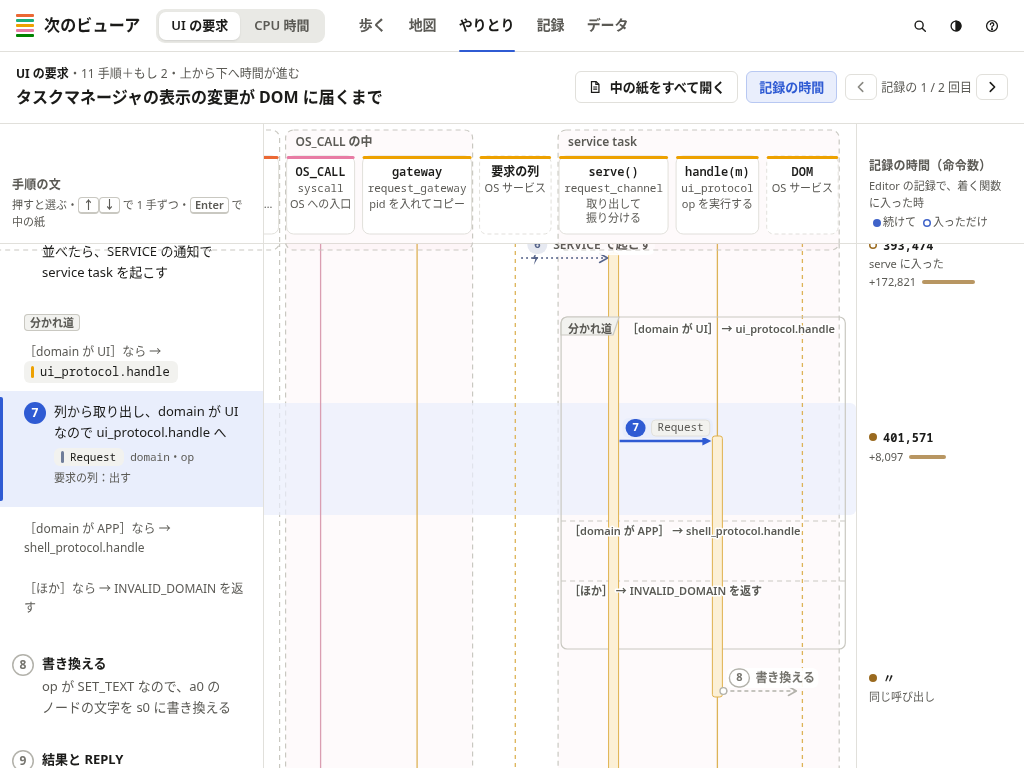 次のビューア
UI の要求
CPU 時間
歩く
地図
やりとり
記録
データ
UI の要求・11 手順＋もし 2・上から下へ時間が進む
タスクマネージャの表示の変更が DOM に届くまで
中の紙をすべて開く
記録の時間
記録の 1 / 2 回目
手順の文
押すと選ぶ・↑↓で 1 手ずつ・Enter で
中の紙
OS_CALL の中
service task
…
OS_CALL
syscall
OS への入口
gateway
request_gateway
pid を入れてコピー
要求の列
OS サービス
serve()
request_channel
取り出して
振り分ける
handle(m)
ui_protocol
op を実行する
DOM
OS サービス
記録の時間（命令数）
Editor の記録で、着く関数
に入った時
続けて 入っただけ
並べたら、SERVICE の通知で
service task を起こす
6 SERVICE で起こす
393,474
serve に入った
+172,821
分かれ道
［domain が UI］なら →
ui_protocol.handle
分かれ道 ［domain が UI］ → ui_protocol.handle
7 列から取り出し、domain が UI
なので ui_protocol.handle へ
Request domain・op
要求の列：出す
7 Request
401,571
+8,097
［domain が APP］なら →
shell_protocol.handle
［domain が APP］ → shell_protocol.handle
［ほか］なら → INVALID_DOMAIN を返
す
［ほか］ → INVALID_DOMAIN を返す
8 書き換える
op が SET_TEXT なので、a0 の
ノードの文字を s0 に書き換える
8 書き換える
〃
同じ呼び出し
9 結果と REPLY